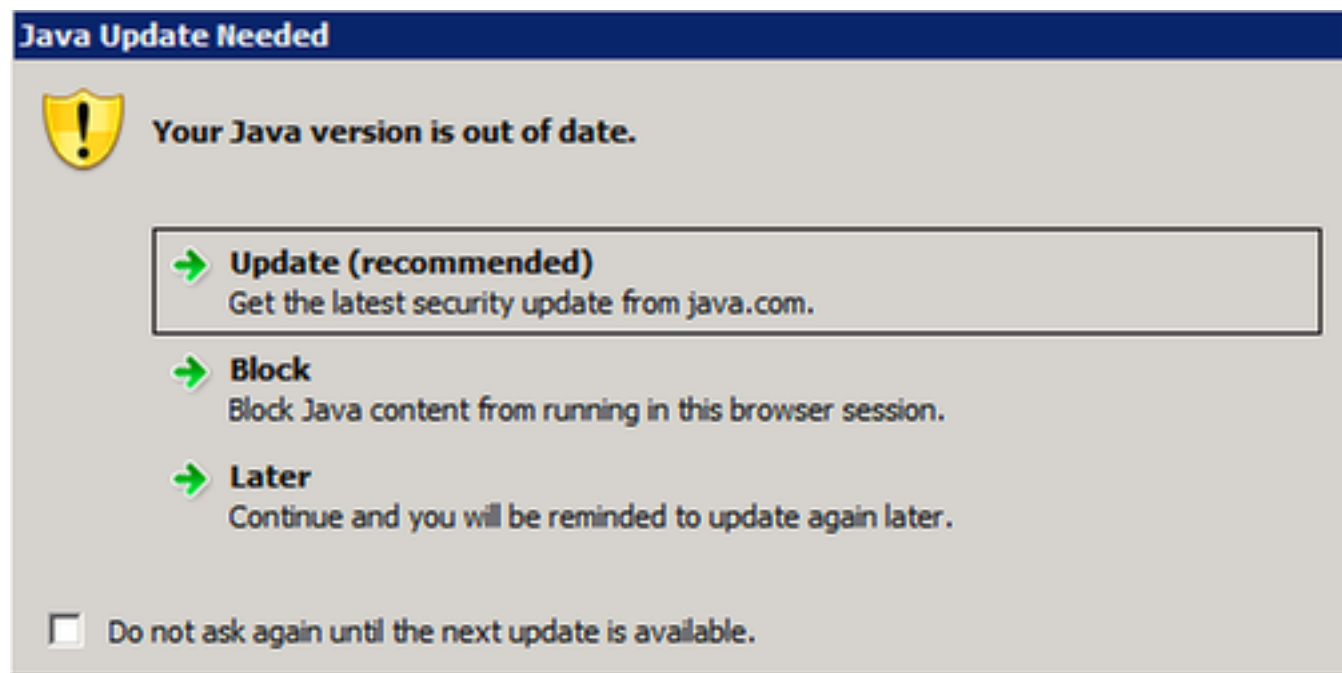 Java Update Needed
Your Java version is out of date.
Update (recommended)
Get the latest security update from java.com.
Block
Block Java content from running in this browser session.
Later
Continue and you will be reminded to update again later.
Do not ask again until the next update is available.